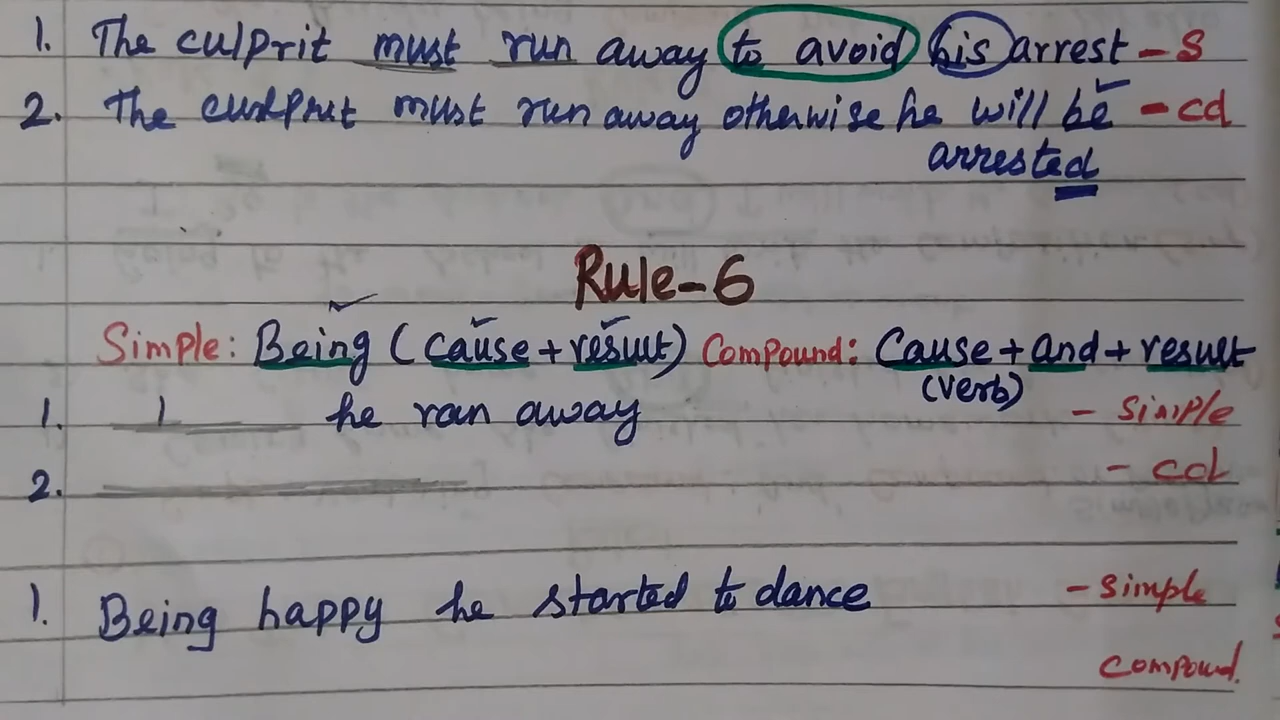 1. The culprit must run away to avoid his arrest - S
2. The culprit must run away otherwise he will be - cd
arrested
Rule-6
Simple: Being (cause + result) Compound: Cause + and + result
(verb)
1. he ran away - simple
2. - cd
1. Being happy he started to dance - simple
compound.